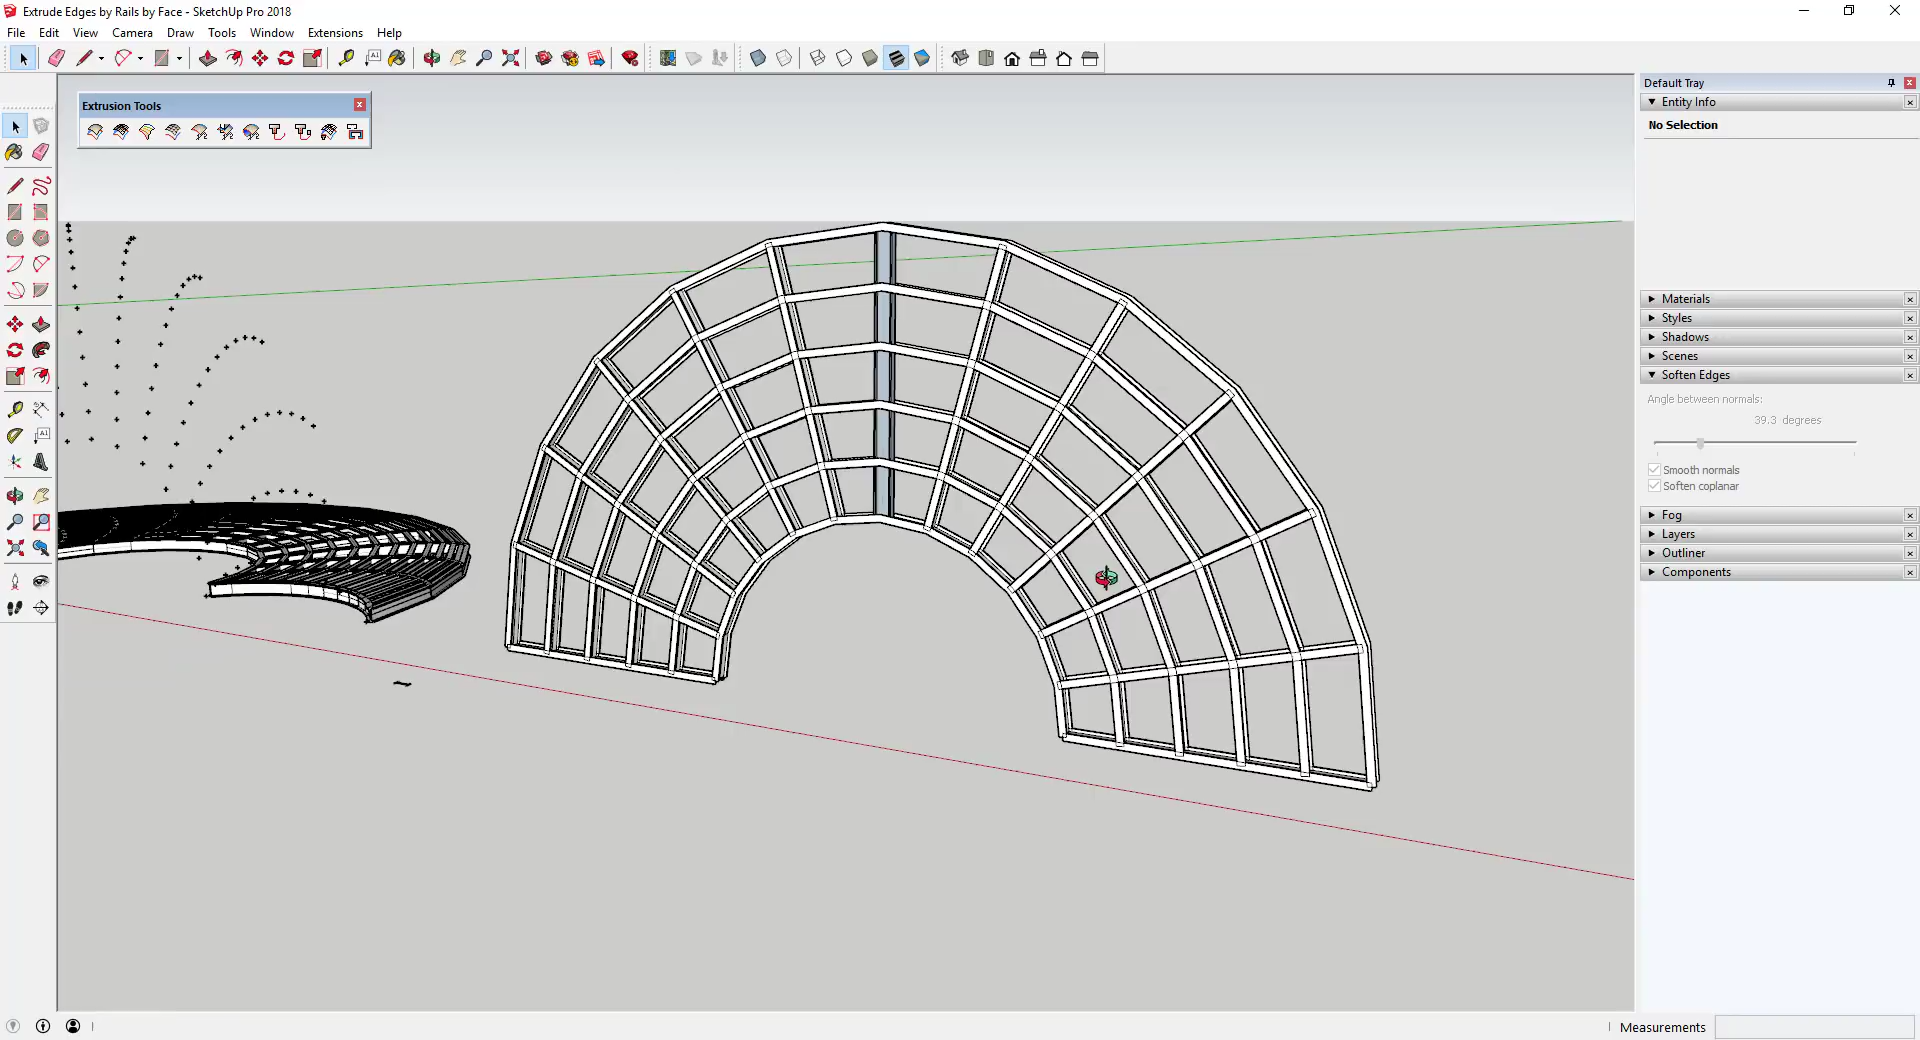 Extrude Edges by Rails by Face - SketchUp Pro 2018
File Edit View Camera Draw Tools Window Extensions Help
Extrusion Tools
Default Tray
Entity Info
No Selection
Materials
Styles
Shadows
Scenes
Soften Edges
Angle between normals:
39.3 degrees
Smooth normals
Soften coplanar
Fog
Layers
Outliner
Components
Measurements